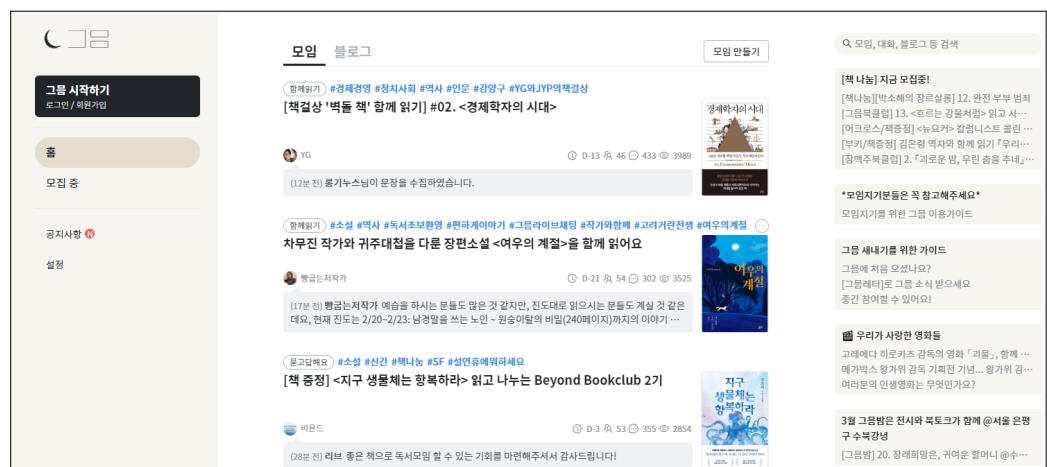 그믐
그믐 시작하기
로그인 / 회원가입
홈
모집 중
공지사항 N
설정
모임 블로그
모임 만들기
함께읽기 #경제경영 #정치사회 #역사 #인문 #강양구 #YG와JYP의책걸상
[책걸상 '벽돌 책' 함께 읽기] #02. <경제학자의 시대>
YG
D-13 46 433 3989
(12분 전) 롱기누스님이 문장을 수집하였습니다.
경제학자의 시대
함께읽기 #소설 #역사 #독서초보환영 #편하게이야기 #그믐라이브채팅 #작가와함께 #고려거란전쟁 #여우의계절
차무진 작가와 귀주대첩을 다룬 장편소설 <여우의 계절>을 함께 읽어요
빵굽는저작가
D-21 54 302 3525
(17분 전) 빵굽는저작가 예습을 하시는 분들도 많은 것 같지만, 진도대로 읽으시는 분들도 계실 것 같은
데요, 현재 진도는 2/20~2/23: 남경말을 쓰는 노인 ~ 원숭이탈의 비밀(240페이지)까지의 이야기 …
여우의
계절
묻고답해요 #소설 #신간 #책나눔 #SF #설연휴에뭐하세요
[책 증정] <지구 생물체는 항복하라> 읽고 나누는 Beyond Bookclub 2기
비욘드
D-3 53 355 2854
(28분 전) 리브 좋은 책으로 독서모임 할 수 있는 기회를 마련해주셔서 감사드립니다!
지구
생물체는
항복하라
모임, 대화, 블로그 등 검색
[책 나눔] 지금 모집중!
[책나눔][박소해의 장르살롱] 12. 완전 부부 범죄
[그믐북클럽] 13. <흐르는 강물처럼> 읽고 사…
[어크로스/책증정] <뉴요커> 칼럼니스트 콜린 …
[부키/책증정] 김은령 역자와 함께 읽기 『우리…
[장맥주북클럽] 2. 『괴로운 밤, 우린 춤을 추네』…
*모임지기분들은 꼭 참고해주세요*
모임지기를 위한 그믐 이용가이드
그믐 새내기를 위한 가이드
그믐에 처음 오셨나요?
[그믐레터]로 그믐 소식 받으세요
중간 참여할 수 있어요!
🎬 우리가 사랑한 영화들
고레에다 히로카즈 감독의 영화 「괴물」, 함께 …
메가박스 왕가위 감독 기획전 기념... 왕가위 감…
여러분의 인생영화는 무엇인가요?
3월 그믐밤은 전시와 북토크가 함께 @서울 은평
구 수북강녕
[그믐밤] 20. 장례희망은, 귀여운 할머니 @수…